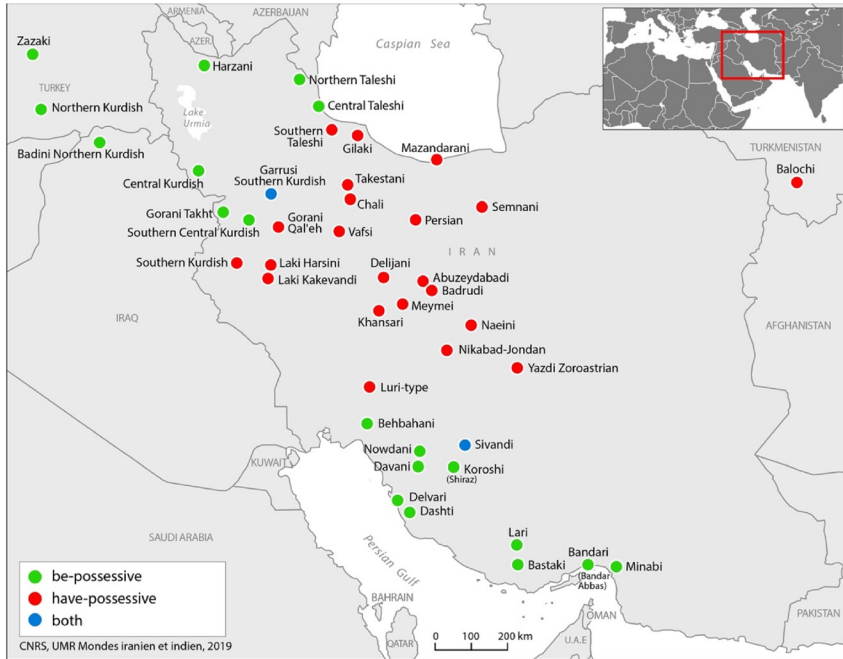 ARMENIA
AZERBAIJAN
Zazaki
AZER.
Harzani
Caspian Sea
TURKEY
Northern Taleshi
Northern Kurdish
Lake
Urmia
Central Taleshi
Southern
Taleshi
Gilaki
Badini Northern Kurdish
Mazandarani
TURKMENISTAN
Balochi
Central Kurdish
Garrusi
Southern Kurdish
Takestani
Chali
Semnani
Gorani Takht
Southern Central Kurdish
Gorani
Qal'eh
Persian
Vafsi
IRAN
Southern Kurdish
Laki Harsini
Laki Kakevandi
Delijani
Abuzeydabadi
Badrudi
Meymei
Khansari
IRAQ
Naeini
AFGHANISTAN
Nikabad-Jondan
Yazdi Zoroastrian
Luri-type
Behbahani
Nowdani
Sivandi
KUWAIT
Davani
Koroshi
(Shiraz)
Delvari
Dashti
SAUDI ARABIA
Persian Gulf
Lari
Bastaki
Bandari
(Bandar
Abbas)
Minabi
be-possessive
have-possessive
both
BAHRAIN
OMAN
PAKISTAN
CNRS, UMR Mondes iranien et indien, 2019
QATAR
0 100 200 km
U.A.E